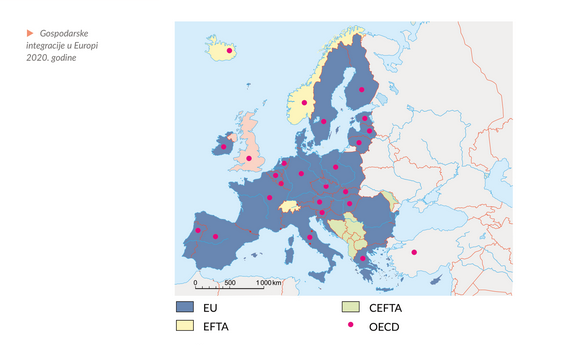 ▶ Gospodarske
integracije u Europi
2020. godine
0 500 1000 km
EU
EFTA
CEFTA
OECD